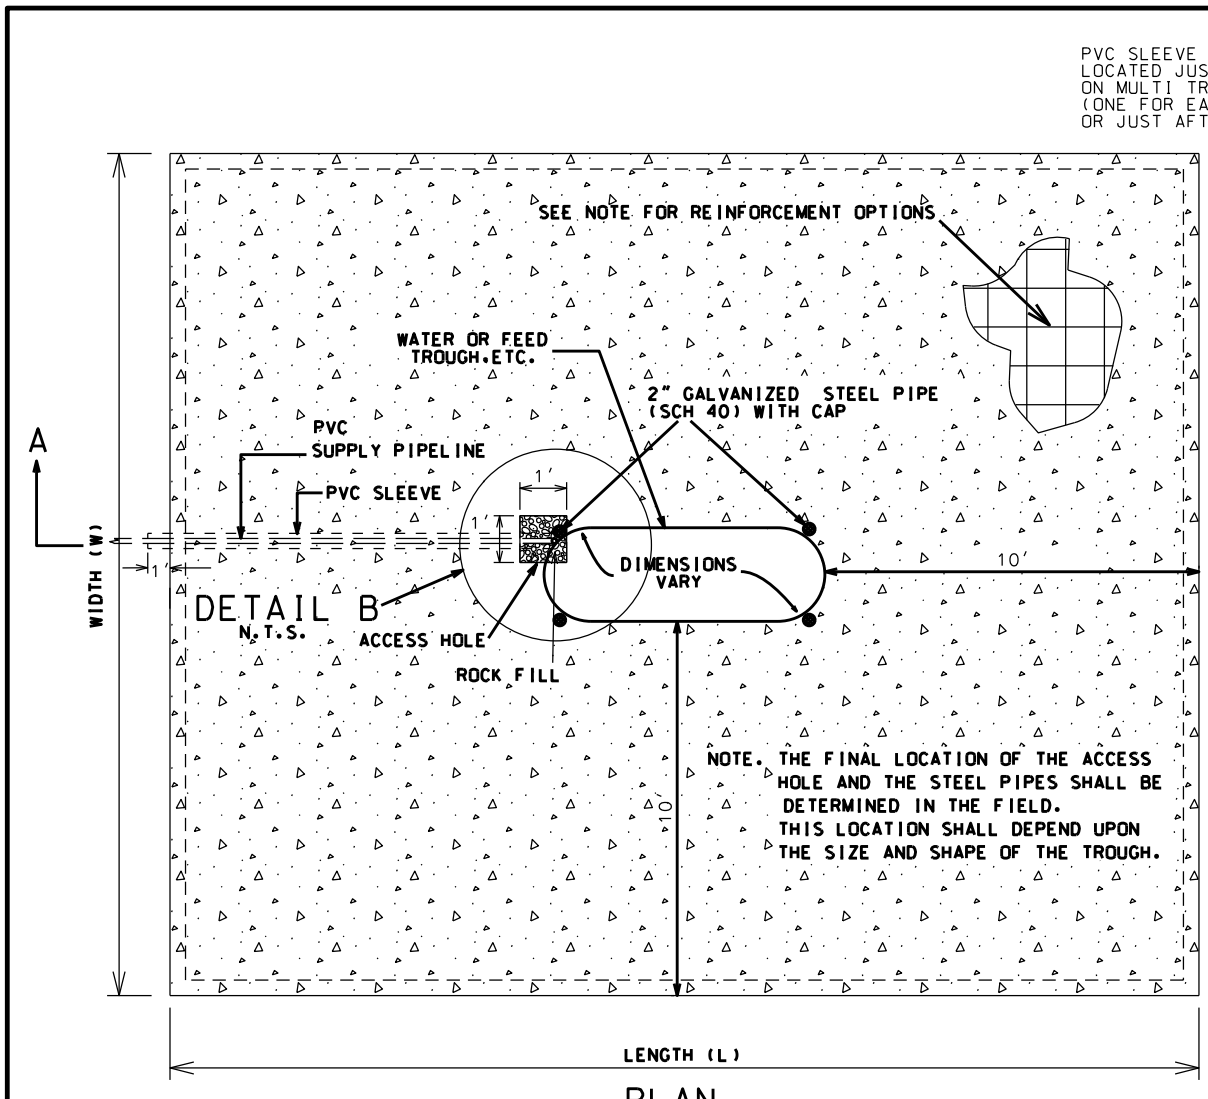 PVC SLEEVE
LOCATED JUS
ON MULTI TR
(ONE FOR EA
OR JUST AFT
SEE NOTE FOR REINFORCEMENT OPTIONS
WATER OR FEED
TROUGH.ETC.
2" GALVANIZED STEEL PIPE
(SCH 40) WITH CAP
PVC
SUPPLY PIPELINE
PVC SLEEVE
A
1'
1'
1'
WIDTH (W)
10'
DIMENSIONS
VARY
DETAIL B
N.T.S.
ACCESS HOLE
ROCK FILL
10'
NOTE. THE FINAL LOCATION OF THE ACCESS
HOLE AND THE STEEL PIPES SHALL BE
DETERMINED IN THE FIELD.
THIS LOCATION SHALL DEPEND UPON
THE SIZE AND SHAPE OF THE TROUGH.
LENGTH (L)
PLAN